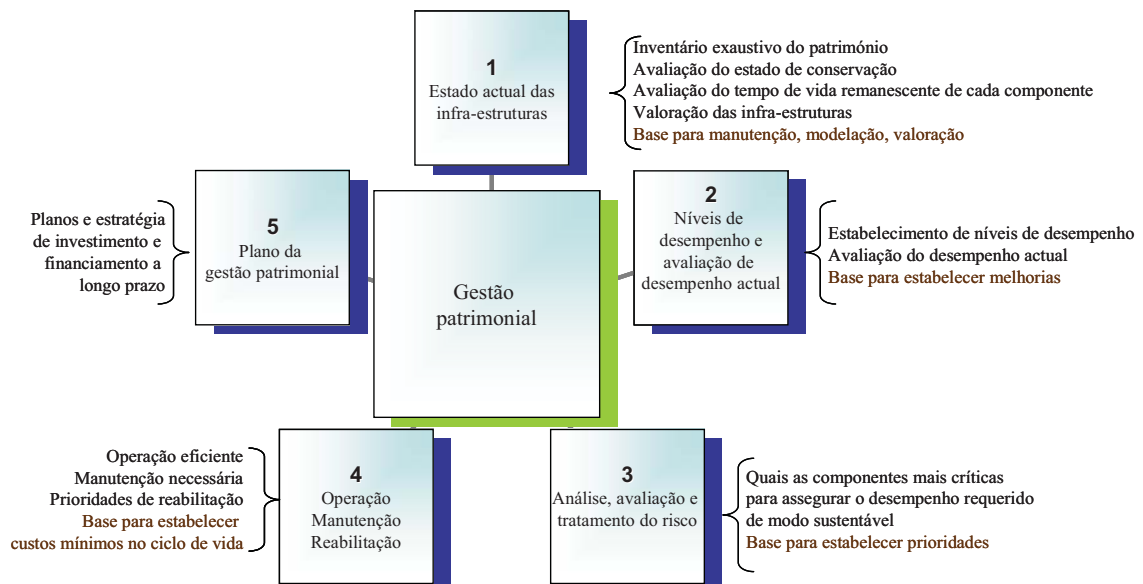 1
Estado actual das
infra-estruturas
Inventário exaustivo do património
Avaliação do estado de conservação
Avaliação do tempo de vida remanescente de cada componente
Valoração das infra-estruturas
Base para manutenção, modelação, valoração
2
Níveis de
desempenho e
avaliação de
desempenho actual
Estabelecimento de níveis de desempenho
Avaliação do desempenho actual
Base para estabelecer melhorias
3
Análise, avaliação e
tratamento do risco
Quais as componentes mais críticas
para assegurar o desempenho requerido
de modo sustentável
Base para estabelecer prioridades
4
Operação
Manutenção
Reabilitação
Operação eficiente
Manutenção necessária
Prioridades de reabilitação
Base para estabelecer
custos mínimos no ciclo de vida
5
Plano da
gestão patrimonial
Planos e estratégia
de investimento e
financiamento a
longo prazo
Gestão
patrimonial